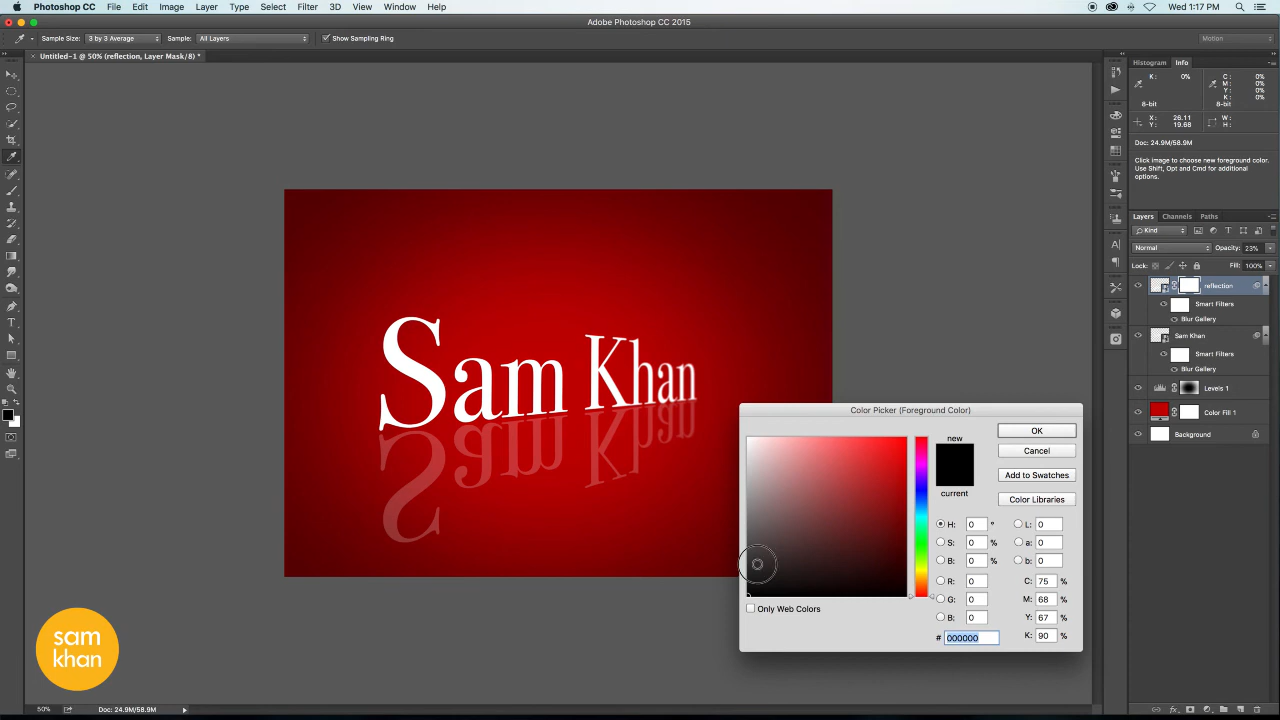 Photoshop CC File Edit Image Layer Type Select Filter 3D View Window Help Wed 1:17 PM
Adobe Photoshop CC 2015
Sample Size: 3 by 3 Average Sample: All Layers Show Sampling Ring Motion
Untitled-1 @ 50% (reflection, Layer Mask/8) *
Histogram Info
K: 0% C: 0%
M: 0%
Y: 0%
K: 0%
8-bit 8-bit
X: 26.11 W:
Y: 19.68 H:
Doc: 24.9M/58.9M
Click image to choose new foreground color. Use Shift, Opt and Cmd for additional options.
Layers Channels Paths
Kind
Normal Opacity: 23%
Lock: Fill: 100%
reflection
Smart Filters
Blur Gallery
Sam Khan
Smart Filters
Blur Gallery
Levels 1
Color Fill 1
Background
Sam Khan
Sam Khan
Color Picker (Foreground Color)
new
current
OK
Cancel
Add to Swatches
Color Libraries
H: 0 ° L: 0
S: 0 % a: 0
B: 0 % b: 0
R: 0 C: 75 %
G: 0 M: 68 %
B: 0 Y: 67 %
# 000000 K: 90 %
Only Web Colors
sam
khan
50% Doc: 24.9M/58.9M